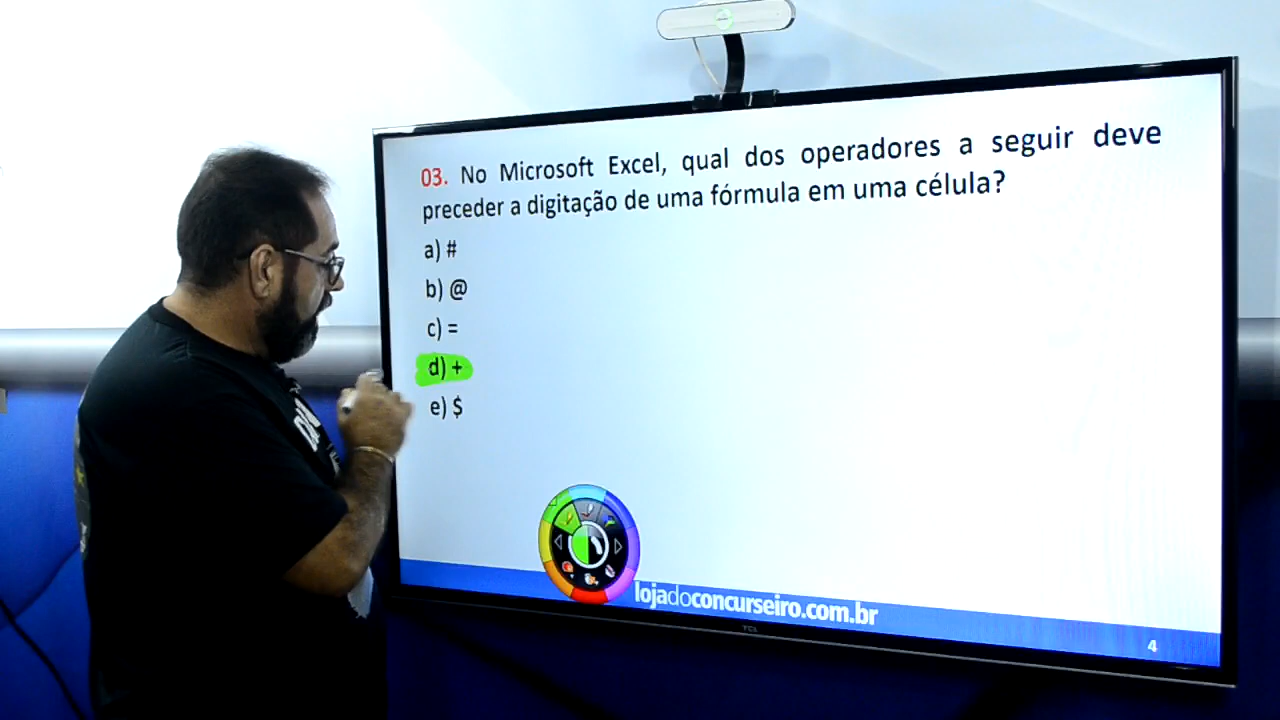 03. No Microsoft Excel, qual dos operadores a seguir deve
preceder a digitação de uma fórmula em uma célula?
a) #
b) @
c) =
d) +
e) $
lojadoconcurseiro.com.br
4
TCL